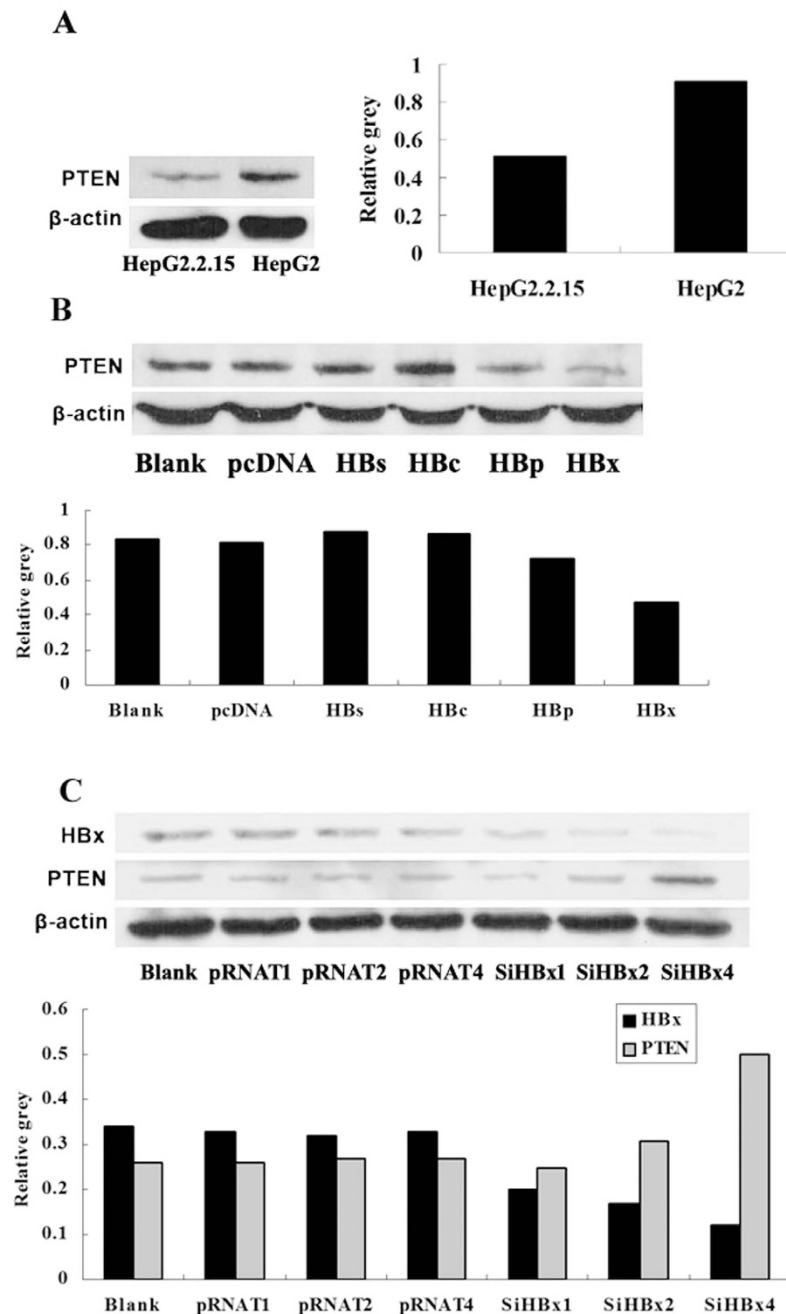 A
PTEN
β-actin
HepG2.2.15 HepG2
Relative grey
1
0.8
0.6
0.4
0.2
0
HepG2.2.15 HepG2
B
PTEN
β-actin
Blank pcDNA HBs HBc HBp HBx
Relative grey
1
0.8
0.6
0.4
0.2
0
Blank pcDNA HBs HBc HBp HBx
C
HBx
PTEN
β-actin
Blank pRNAT1 pRNAT2 pRNAT4 SiHBx1 SiHBx2 SiHBx4
Relative grey
0.6
0.5
0.4
0.3
0.2
0.1
0
HBx
PTEN
Blank pRNAT1 pRNAT2 pRNAT4 SiHBx1 SiHBx2 SiHBx4